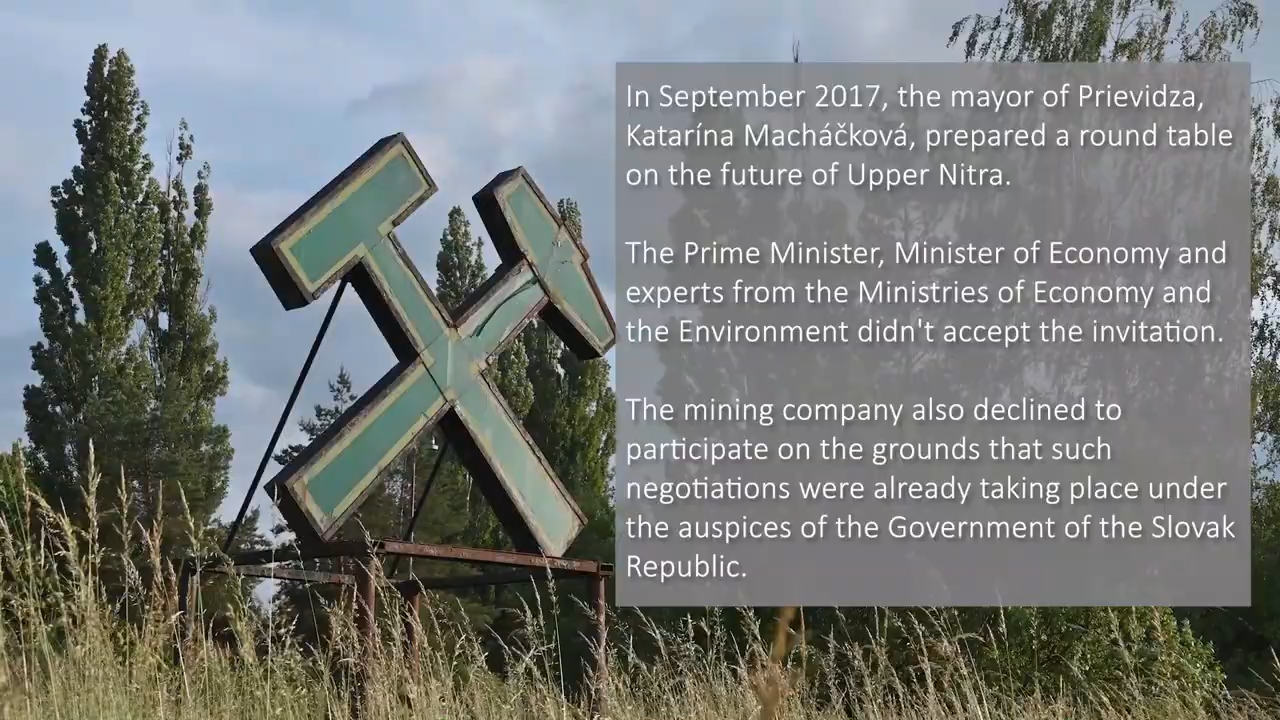 In September 2017, the mayor of Prievidza,
Katarína Macháčková, prepared a round table
on the future of Upper Nitra.
The Prime Minister, Minister of Economy and
experts from the Ministries of Economy and
the Environment didn't accept the invitation.
The mining company also declined to
participate on the grounds that such
negotiations were already taking place under
the auspices of the Government of the Slovak
Republic.